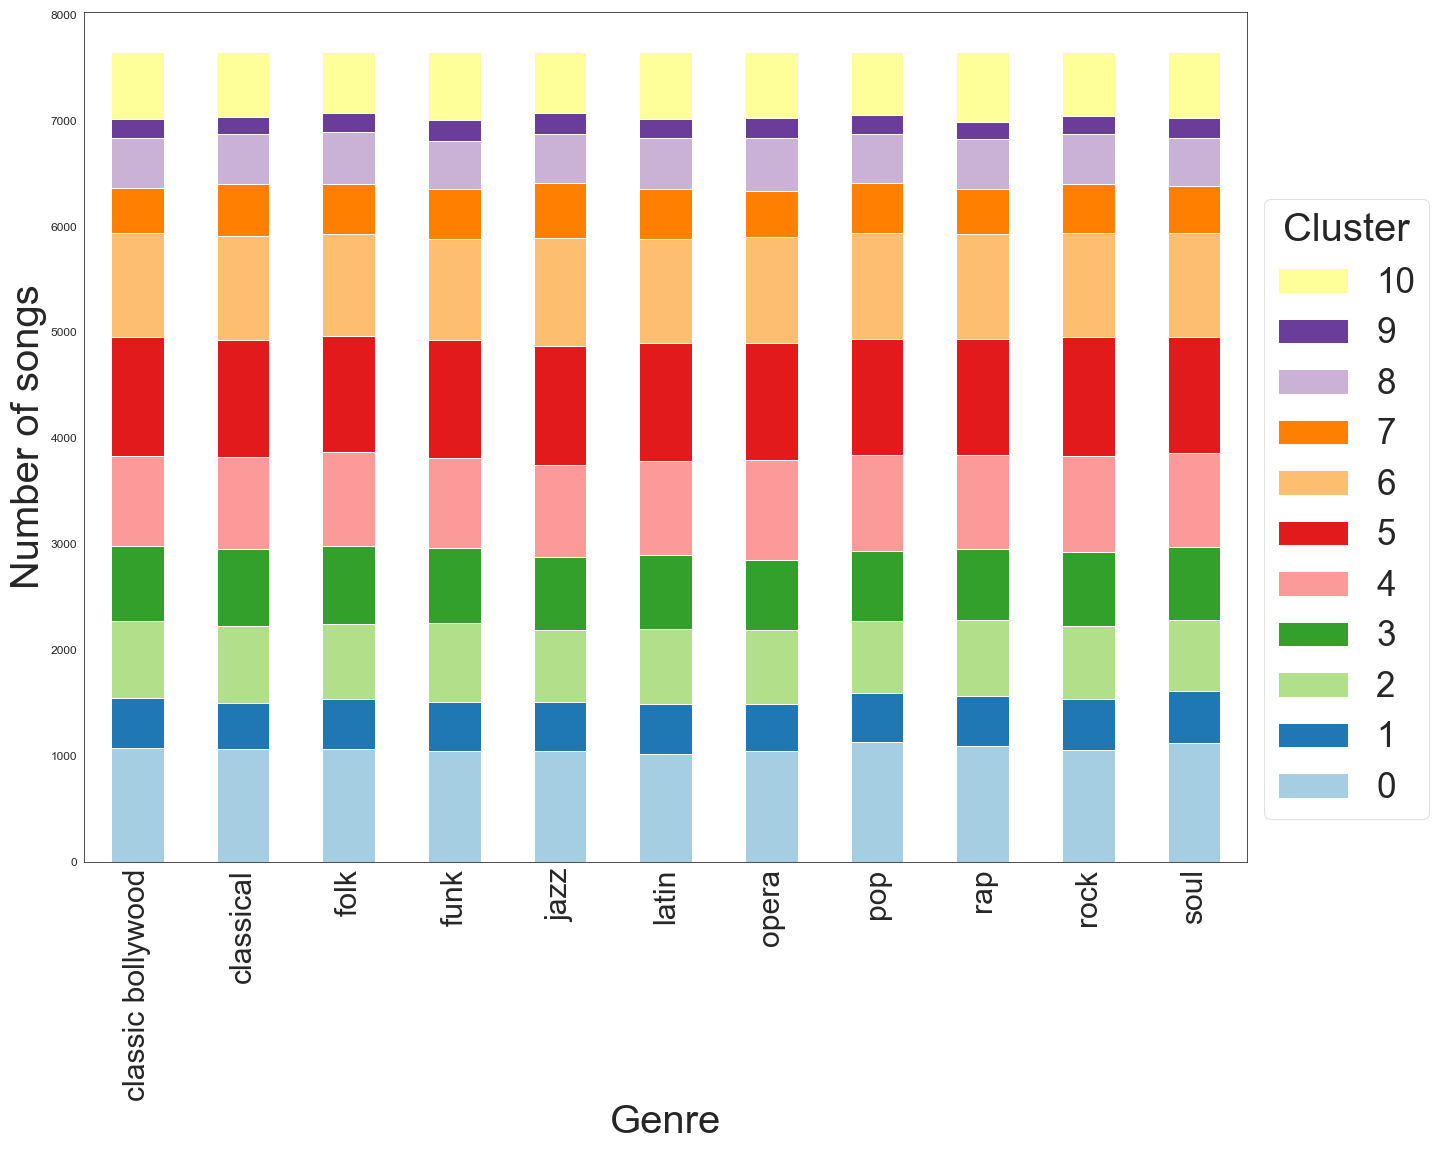 8000
7000
6000
5000
4000
3000
2000
1000
0
Number of songs
classic bollywood
classical
folk
funk
jazz
latin
opera
pop
rap
rock
soul
Genre
Cluster
10
9
8
7
6
5
4
3
2
1
0